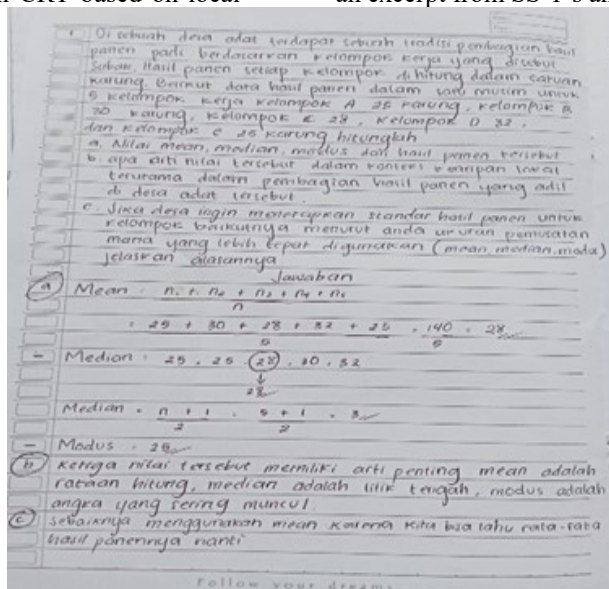 1. Di sebuah desa adat terdapat sebuah tradisi pembagian hasil
panen padi berdasarkan kelompok kerja yang disebut
Subak. Hasil panen setiap kelompok dihitung dalam satuan
karung. Berikut data hasil panen dalam satu musim untuk
5 kelompok kerja kelompok A 25 karung, kelompok B
30 karung, kelompok C 28, kelompok D 32,
dan kelompok e 25 karung hitunglah
a. Nilai mean, median, modus dari hasil panen tersebut
b. apa arti nilai tersebut dalam konteks lokal
terutama dalam pembagian hasil panen yang adil
di desa adat tersebut.
c. Jika desa ingin menetapkan standar hasil panen untuk
kelompok berikutnya menurut anda ukuran pemusatan
mana yang lebih tepat digunakan (mean, median, modus)
jelaskan alasannya
Jawaban
a Mean : n1 + n2 + n3 + n4 + n5 / n
= 25 + 30 + 28 + 32 + 25 / 5 = 140 / 5 = 28
- Median : 25, 25, 28, 30, 32
28
Median = n + 1 / 2 = 5 + 1 / 2 = 3
- Modus = 25
b Ketiga nilai tersebut memiliki arti penting mean adalah
rataan hitung, median adalah titik tengah, modus adalah
angka yang sering muncul.
c sebaiknya menggunakan mean karena kita bisa tahu rata-rata
hasil panennya nanti
Follow your dreams